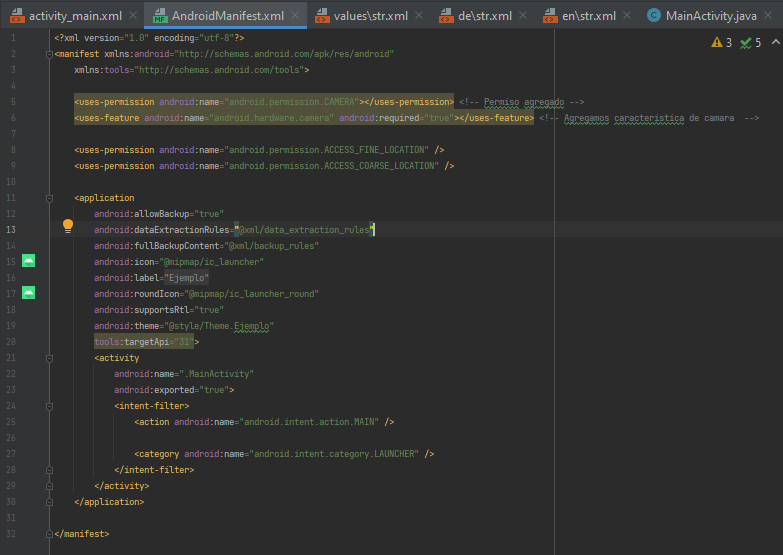 activity_main.xml AndroidManifest.xml values\str.xml de\str.xml en\str.xml MainActivity.java
3 5
1 <?xml version="1.0" encoding="utf-8"?>
2 <manifest xmlns:android="http://schemas.android.com/apk/res/android"
3 xmlns:tools="http://schemas.android.com/tools">
4
5 <uses-permission android:name="android.permission.CAMERA"></uses-permission> <!-- Permiso agregado -->
6 <uses-feature android:name="android.hardware.camera" android:required="true"></uses-feature> <!-- Agregamos caracteristica de camara -->
7
8 <uses-permission android:name="android.permission.ACCESS_FINE_LOCATION" />
9 <uses-permission android:name="android.permission.ACCESS_COARSE_LOCATION" />
10
11 <application
12 android:allowBackup="true"
13 android:dataExtractionRules="@xml/data_extraction_rules"
14 android:fullBackupContent="@xml/backup_rules"
15 android:icon="@mipmap/ic_launcher"
16 android:label="Ejemplo"
17 android:roundIcon="@mipmap/ic_launcher_round"
18 android:supportsRtl="true"
19 android:theme="@style/Theme.Ejemplo"
20 tools:targetApi="31">
21 <activity
22 android:name=".MainActivity"
23 android:exported="true">
24 <intent-filter>
25 <action android:name="android.intent.action.MAIN" />
26
27 <category android:name="android.intent.category.LAUNCHER" />
28 </intent-filter>
29 </activity>
30 </application>
31
32 </manifest>